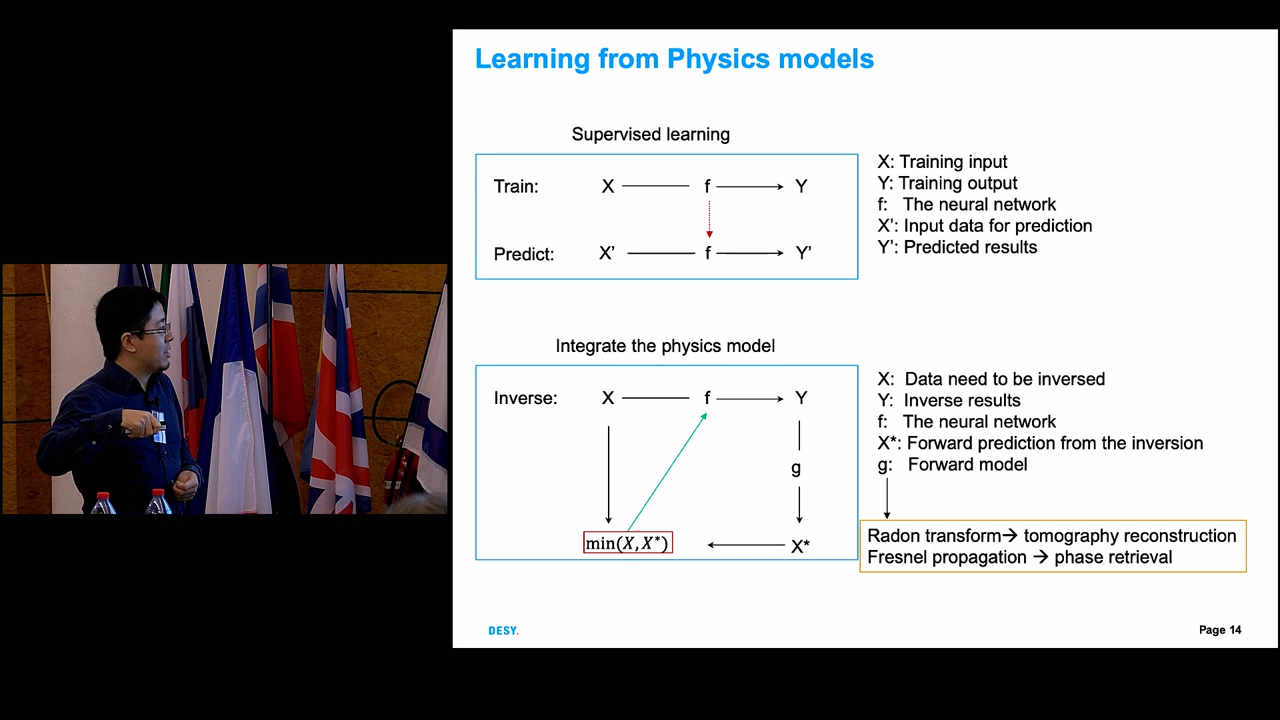 Learning from Physics models
Supervised learning
Train: X f Y
Predict: X’ f Y’
X: Training input
Y: Training output
f: The neural network
X’: Input data for prediction
Y’: Predicted results
Integrate the physics model
Inverse: X f Y
g
min(X, X*) X*
X: Data need to be inversed
Y: Inverse results
f: The neural network
X*: Forward prediction from the inversion
g: Forward model
Radon transform→ tomography reconstruction
Fresnel propagation → phase retrieval
DESY.
Page 14